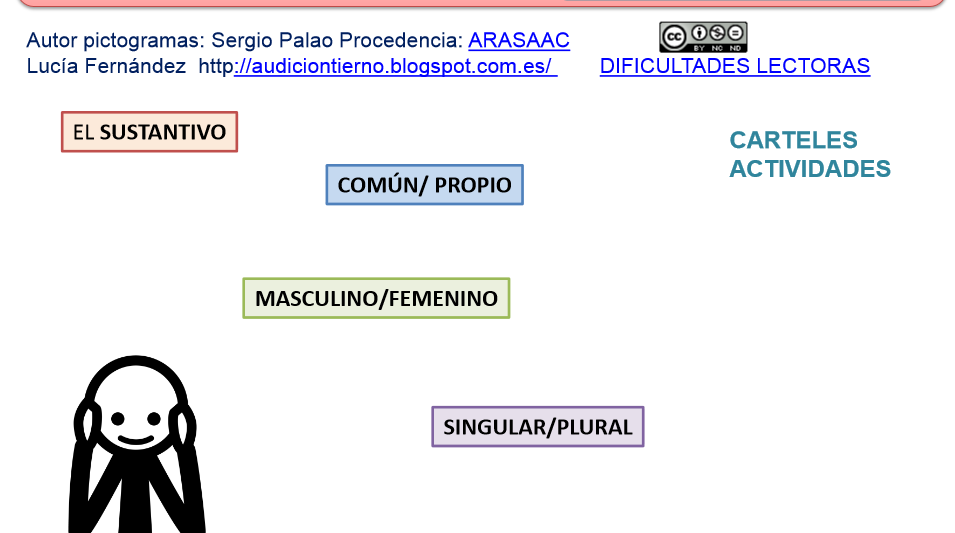 Autor pictogramas: Sergio Palao Procedencia: ARASAAC
cc BY NC ND
Lucía Fernández http://audiciontierno.blogspot.com.es/ DIFICULTADES LECTORAS
EL SUSTANTIVO
CARTELES
ACTIVIDADES
COMÚN/ PROPIO
MASCULINO/FEMENINO
SINGULAR/PLURAL